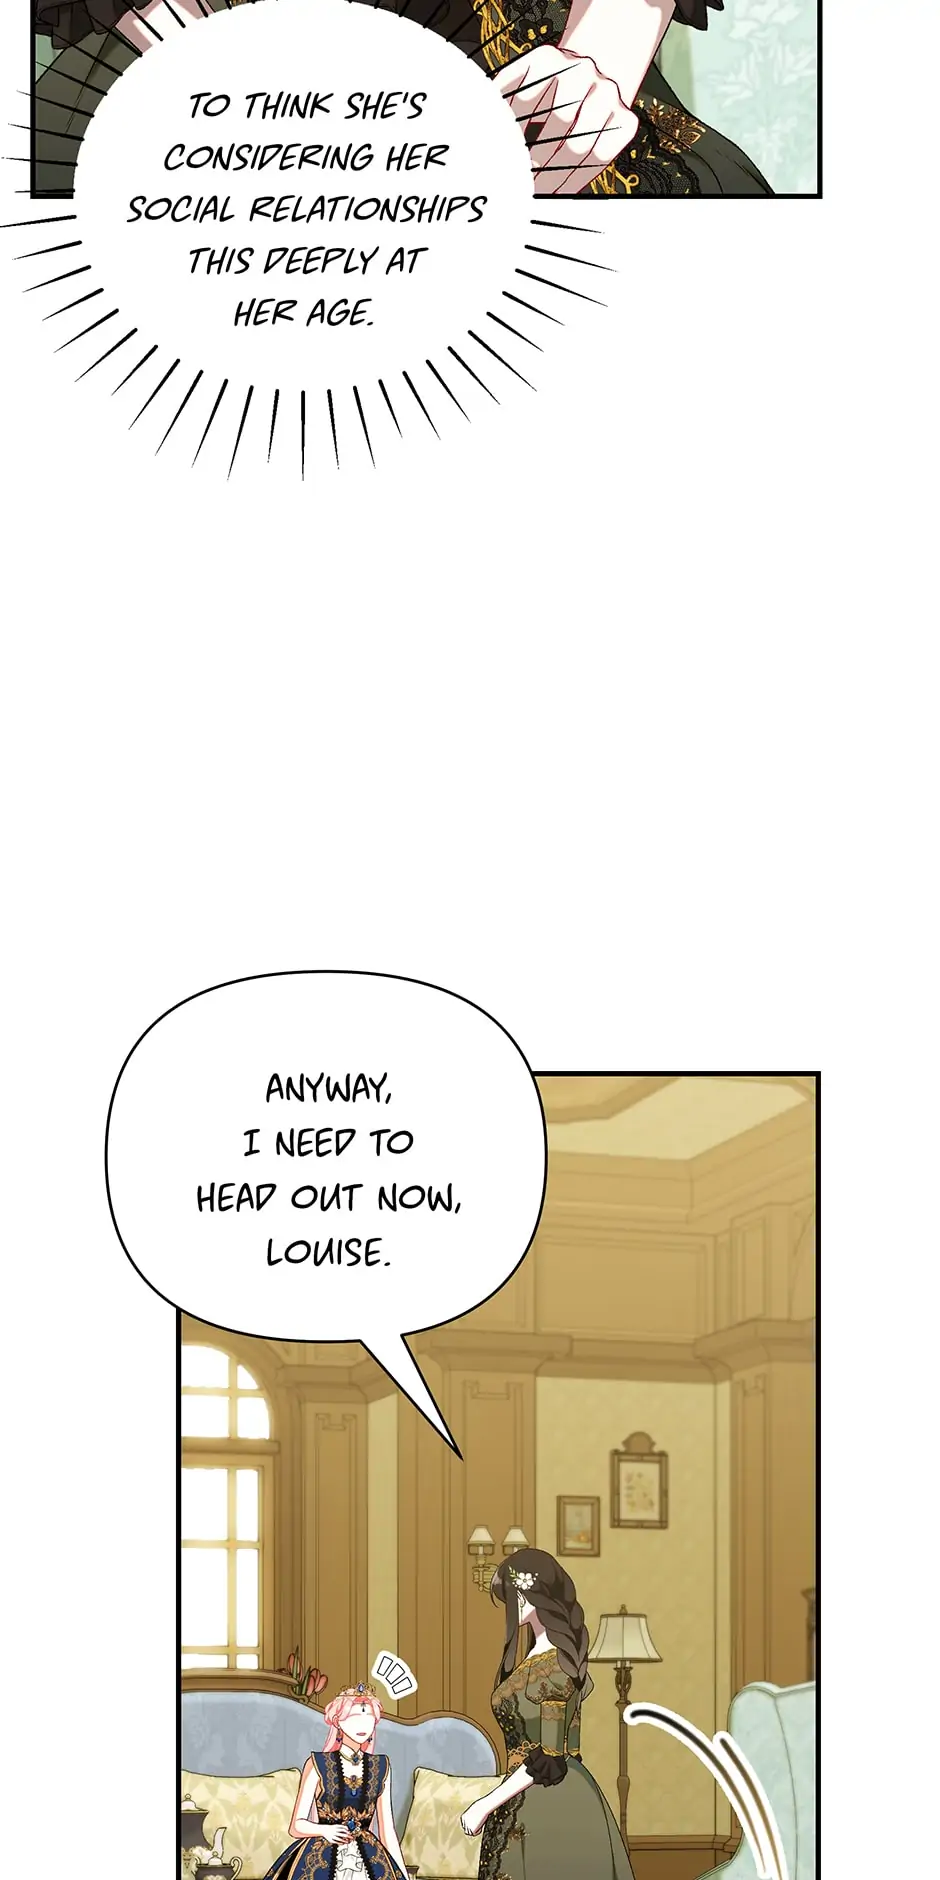 TO THINK SHE'S
CONSIDERING HER
SOCIAL RELATIONSHIPS
THIS DEEPLY AT
HER AGE.
ANYWAY,
I NEED TO
HEAD OUT NOW,
LOUISE.